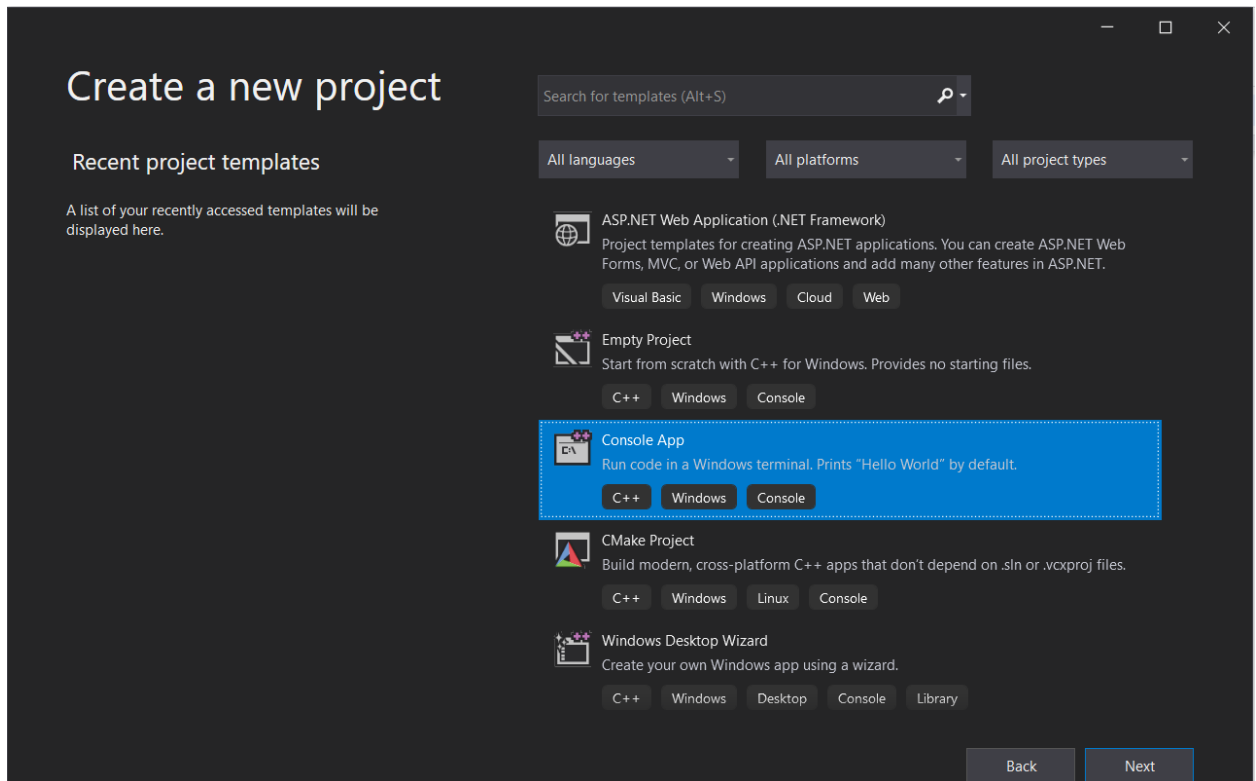 Create a new project
Search for templates (Alt+S)
Recent project templates
All languages
All platforms
All project types
A list of your recently accessed templates will be
displayed here.
ASP.NET Web Application (.NET Framework)
Project templates for creating ASP.NET applications. You can create ASP.NET Web
Forms, MVC, or Web API applications and add many other features in ASP.NET.
Visual Basic Windows Cloud Web
Empty Project
Start from scratch with C++ for Windows. Provides no starting files.
C++ Windows Console
C:\
Console App
Run code in a Windows terminal. Prints “Hello World” by default.
C++ Windows Console
CMake Project
Build modern, cross-platform C++ apps that don’t depend on .sln or .vcxproj files.
C++ Windows Linux Console
Windows Desktop Wizard
Create your own Windows app using a wizard.
C++ Windows Desktop Console Library
Back Next